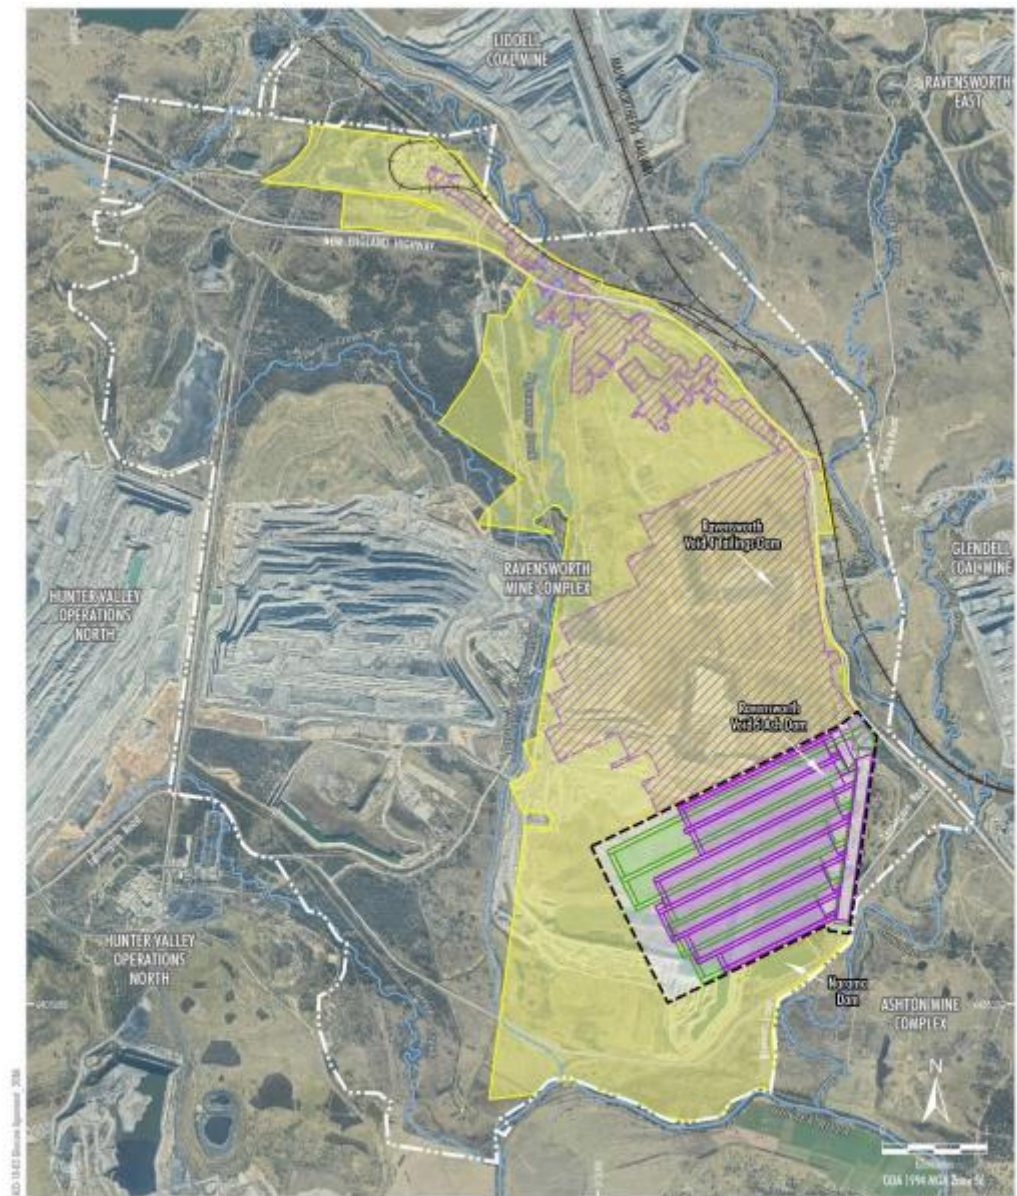 LIDDELL
COAL MINE
RAVENSWORTH
EAST
NEW ENGLAND HIGHWAY
Ravensworth
Void 4 Tailings Dam
RAVENSWORTH
MINE COMPLEX
GLENDELL
COAL MINE
HUNTER VALLEY
OPERATIONS
NORTH
Ravensworth
Void 5 Ash Dam
HUNTER VALLEY
OPERATIONS
NORTH
Narama
Dam
ASHTON MINE
COMPLEX
N
GDA 1994 MGA Zone 56